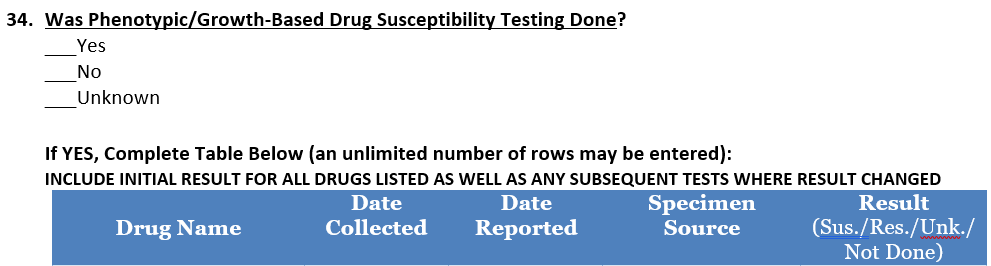 34. Was Phenotypic/Growth-Based Drug Susceptibility Testing Done?
___Yes
___No
___Unknown
If YES, Complete Table Below (an unlimited number of rows may be entered):
INCLUDE INITIAL RESULT FOR ALL DRUGS LISTED AS WELL AS ANY SUBSEQUENT TESTS WHERE RESULT CHANGED
Drug Name
Date
Collected
Date
Reported
Specimen
Source
Result
(Sus./Res./Unk./
Not Done)